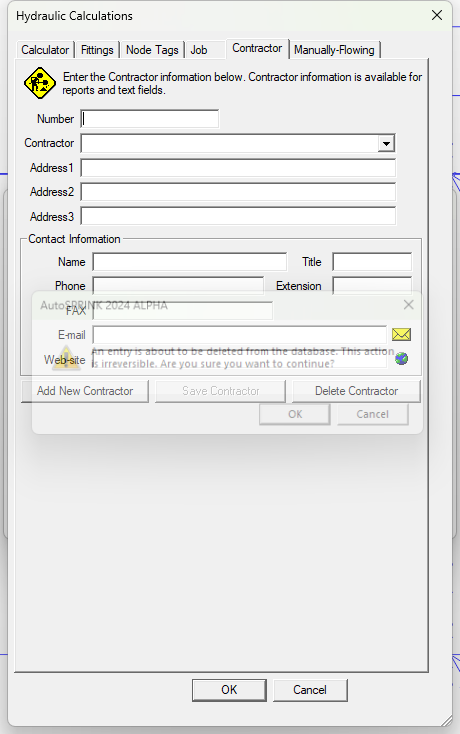 Hydraulic Calculations
Calculator Fittings Node Tags Job Contractor Manually-Flowing
Enter the Contractor information below. Contractor information is available for
reports and text fields.
Number
Contractor
Address1
Address2
Address3
Contact Information
Name Title
Phone Extension
AutoSPRINK 2024 ALPHA
FAX
E-mail
An entry is about to be deleted from the database. This action
Web-site
is irreversible. Are you sure you want to continue?
Add New Contractor Save Contractor Delete Contractor
OK Cancel
OK Cancel